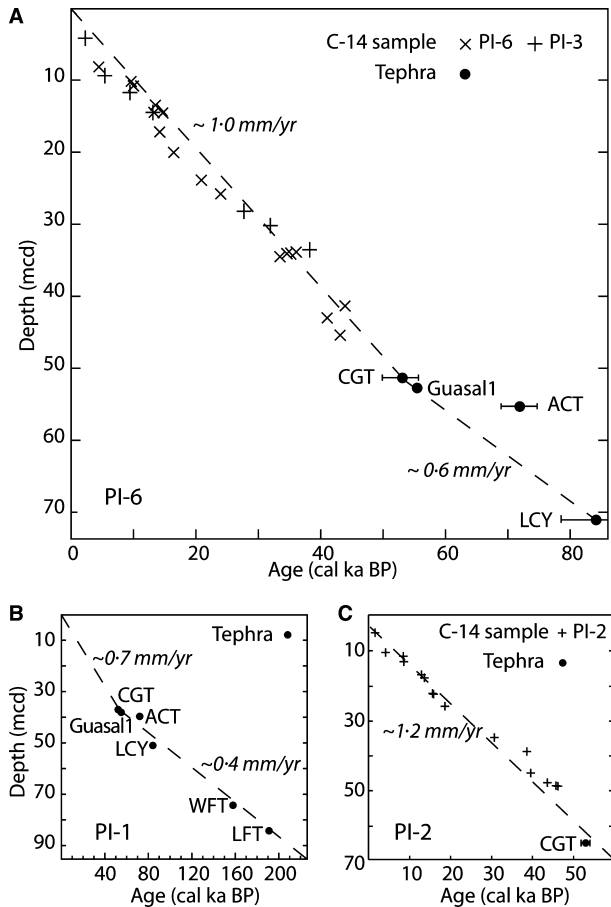 A
C-14 sample × PI-6 + PI-3
Tephra ●
10
20
30
40
50
60
70
Depth (mcd)
~ 1·0 mm/yr
CGT
Guasal1
ACT
~ 0·6 mm/yr
LCY
PI-6
0 20 40 60 80
Age (cal ka BP)
B
Tephra ●
10
30
50
70
90
Depth (mcd)
~0·7 mm/yr
CGT
Guasal1
ACT
LCY
~0·4 mm/yr
WFT
LFT
PI-1
40 80 120 160 200
Age (cal ka BP)
C
C-14 sample + PI-2
Tephra ●
10
20
30
40
50
60
70
~1·2 mm/yr
CGT
PI-2
10 20 30 40 50
Age (cal ka BP)